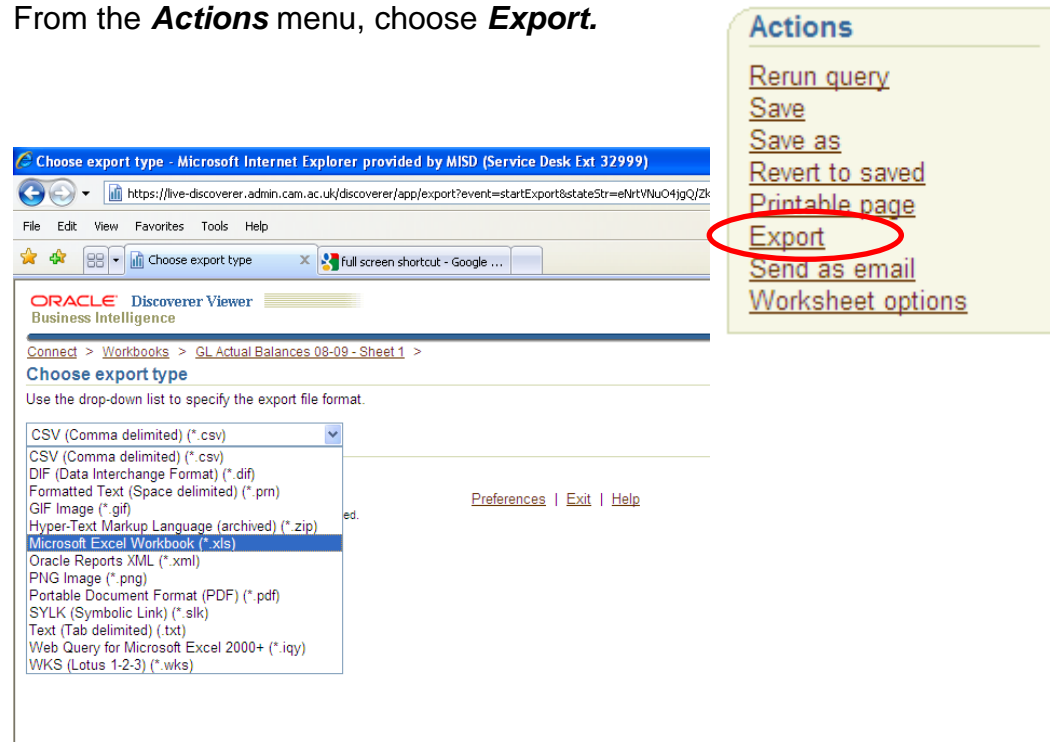 From the Actions menu, choose Export.
Actions
Rerun query
Save
Save as
Revert to saved
Printable page
Export
Send as email
Worksheet options
Choose export type - Microsoft Internet Explorer provided by MISD (Service Desk Ext 32999)
https://live-discoverer.admin.cam.ac.uk/discoverer/app/export?event=startExport&stateStr=eNrtVNuO4jgQ/Zk
File Edit View Favorites Tools Help
Choose export type X full screen shortcut - Google ...
ORACLE Discoverer Viewer
Business Intelligence
Connect > Workbooks > GL Actual Balances 08-09 - Sheet 1 >
Choose export type
Use the drop-down list to specify the export file format.
CSV (Comma delimited) (*.csv)
CSV (Comma delimited) (*.csv)
DIF (Data Interchange Format) (*.dif)
Formatted Text (Space delimited) (*.prn)
GIF Image (*.gif)
Hyper-Text Markup Language (archived) (*.zip)
Microsoft Excel Workbook (*.xls)
Oracle Reports XML (*.xml)
PNG Image (*.png)
Portable Document Format (PDF) (*.pdf)
SYLK (Symbolic Link) (*.slk)
Text (Tab delimited) (.txt)
Web Query for Microsoft Excel 2000+ (*.iqy)
WKS (Lotus 1-2-3) (*.wks)
Preferences | Exit | Help
ed.